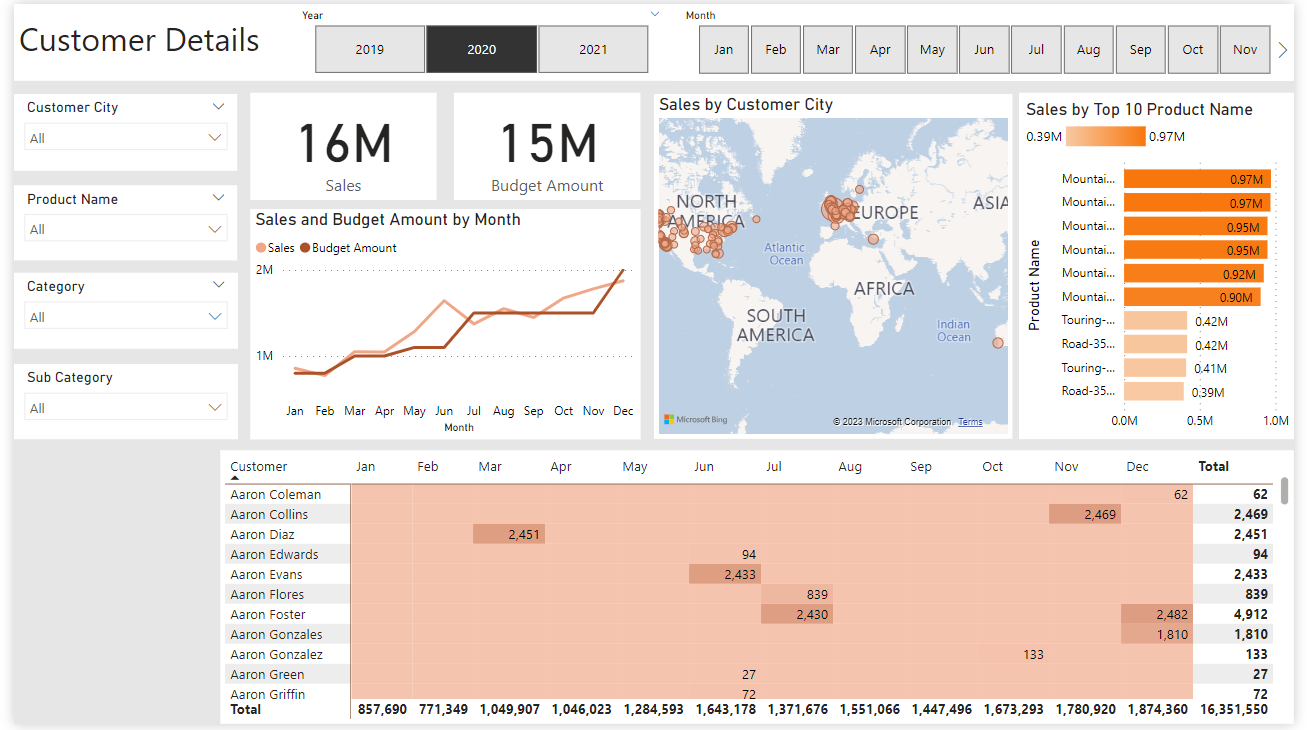 Customer Details
Year
2019 2020 2021
Month
Jan Feb Mar Apr May Jun Jul Aug Sep Oct Nov
Customer City
All
Product Name
All
Category
All
Sub Category
All
16M
Sales
15M
Budget Amount
Sales and Budget Amount by Month
Sales Budget Amount
2M
1M
Jan Feb Mar Apr May Jun Jul Aug Sep Oct Nov Dec
Month
Sales by Customer City
NORTH
AMERICA
EUROPE
ASIA
Atlantic
Ocean
AFRICA
SOUTH
AMERICA
Indian
Ocean
Microsoft Bing
© 2023 Microsoft Corporation Terms
Sales by Top 10 Product Name
0.39M 0.97M
Product Name
Mountai... 0.97M
Mountai... 0.97M
Mountai... 0.95M
Mountai... 0.95M
Mountai... 0.92M
Mountai... 0.90M
Touring-... 0.42M
Road-35... 0.42M
Touring-... 0.41M
Road-35... 0.39M
0.0M 0.5M 1.0M
Customer Jan Feb Mar Apr May Jun Jul Aug Sep Oct Nov Dec Total
Aaron Coleman 62 62
Aaron Collins 2,469 2,469
Aaron Diaz 2,451 2,451
Aaron Edwards 94 94
Aaron Evans 2,433 2,433
Aaron Flores 839 839
Aaron Foster 2,430 2,482 4,912
Aaron Gonzales 1,810 1,810
Aaron Gonzalez 133 133
Aaron Green 27 27
Aaron Griffin 72 72
Total 857,690 771,349 1,049,907 1,046,023 1,284,593 1,643,178 1,371,676 1,551,066 1,447,496 1,673,293 1,780,920 1,874,360 16,351,550